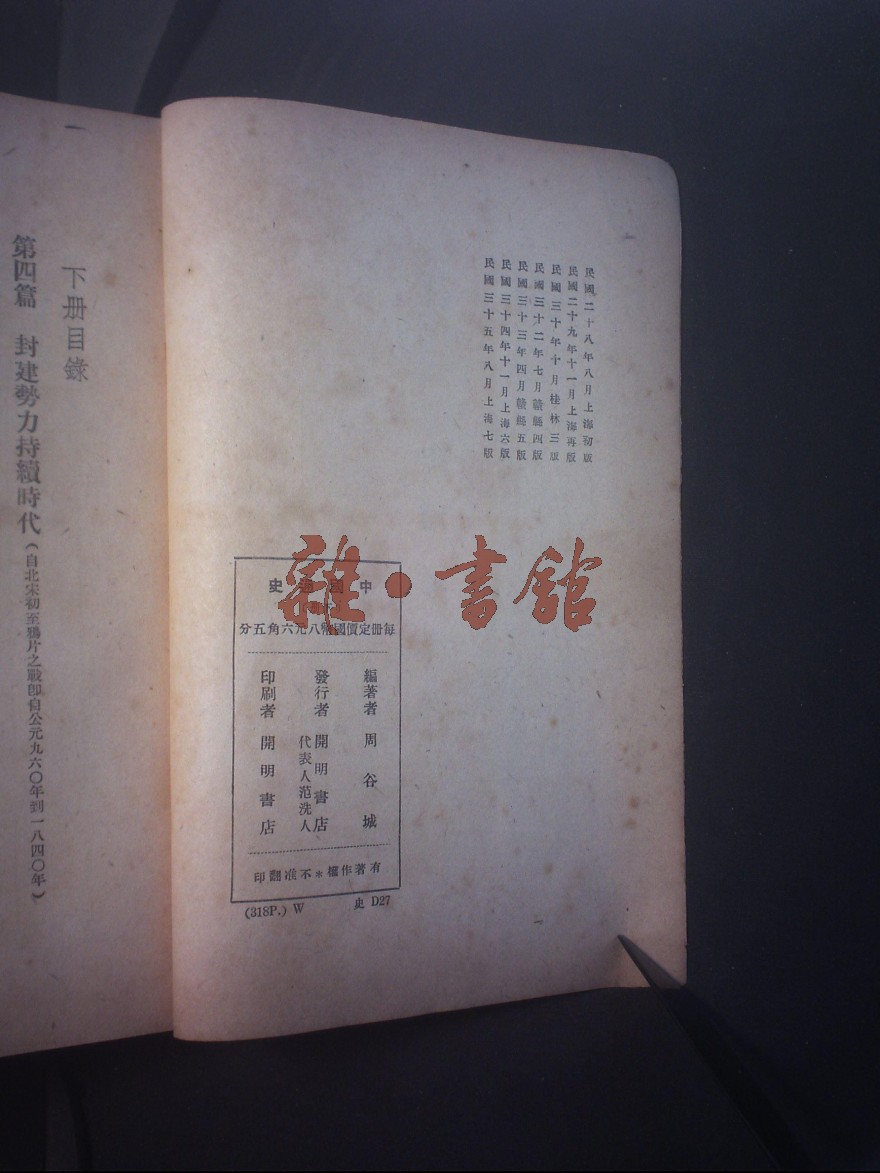 民國二十八年八月上海初版
民國二十九年十一月上海再版
民國三十年十月桂林三版
民國三十二年七月贛縣四版
民國三十三年四月贛縣五版
民國三十四年十一月上海六版
民國三十五年八月上海七版
中國通史
每册定價國幣八元六角五分
編著者 周谷城
發行者 開明書店
代表人范洗人
印刷者 開明書店
有著作權*不准翻印
(318P.) W 史 D27
下册目錄
第四篇 封建勢力持續時代(自北宋初至鴉片之戰卽自公元九六〇年到一八四〇年)
雜·書館